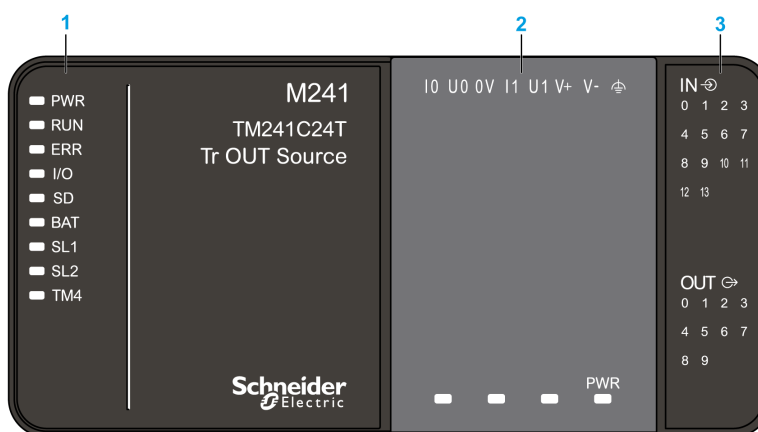 1
2
3
PWR
RUN
ERR
I/O
SD
BAT
SL1
SL2
TM4
M241
TM241C24T
Tr OUT Source
Schneider
Electric
I0 U0 0V I1 U1 V+ V-
PWR
IN
0 1 2 3
4 5 6 7
8 9 10 11
12 13
OUT
0 1 2 3
4 5 6 7
8 9